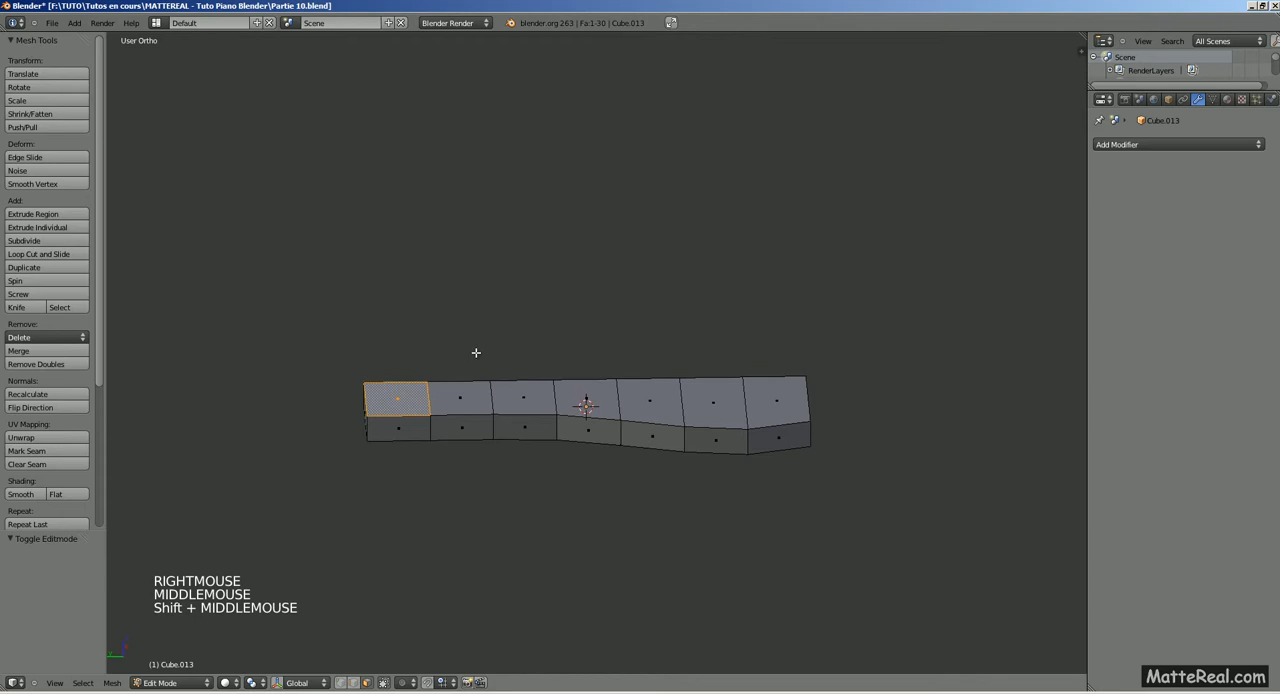 Blender* [F:\TUTO\Tutos en cours\MATTEREAL - Tuto Piano Blender\Partie 10.blend]
File Add Render Help Default Scene Blender Render blender.org 263 | Fa:1-30 | Cube.013
Mesh Tools
User Ortho
View Search All Scenes
Scene
RenderLayers
Cube.013
Add Modifier
Transform:
Translate
Rotate
Scale
Shrink/Fatten
Push/Pull
Deform:
Edge Slide
Noise
Smooth Vertex
Add:
Extrude Region
Extrude Individual
Subdivide
Loop Cut and Slide
Duplicate
Spin
Screw
Knife Select
Remove:
Delete
Merge
Remove Doubles
Normals:
Recalculate
Flip Direction
UV Mapping:
Unwrap
Mark Seam
Clear Seam
Shading:
Smooth Flat
Repeat:
Repeat Last
Toggle Editmode
RIGHTMOUSE
MIDDLEMOUSE
Shift + MIDDLEMOUSE
(1) Cube.013
View Select Mesh Edit Mode Global
MatteReal.com